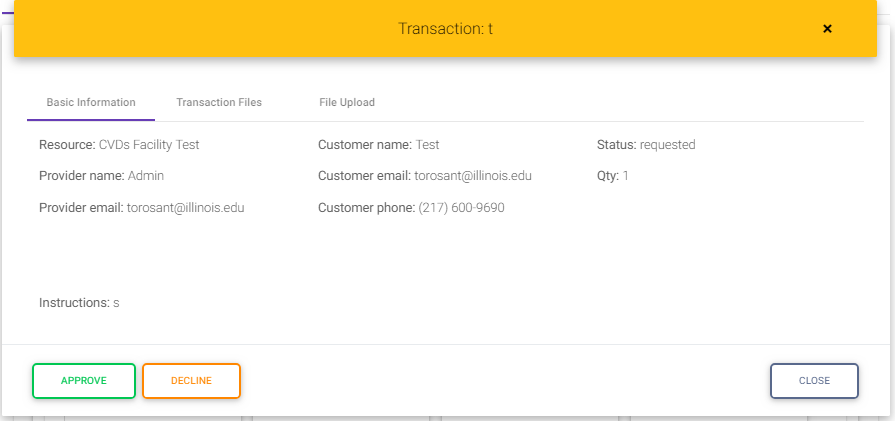 Transaction: t ×
Basic Information Transaction Files File Upload
Resource: CVDs Facility Test Customer name: Test Status: requested
Provider name: Admin Customer email: torosant@illinois.edu Qty: 1
Provider email: torosant@illinois.edu Customer phone: (217) 600-9690
Instructions: s
APPROVE DECLINE CLOSE